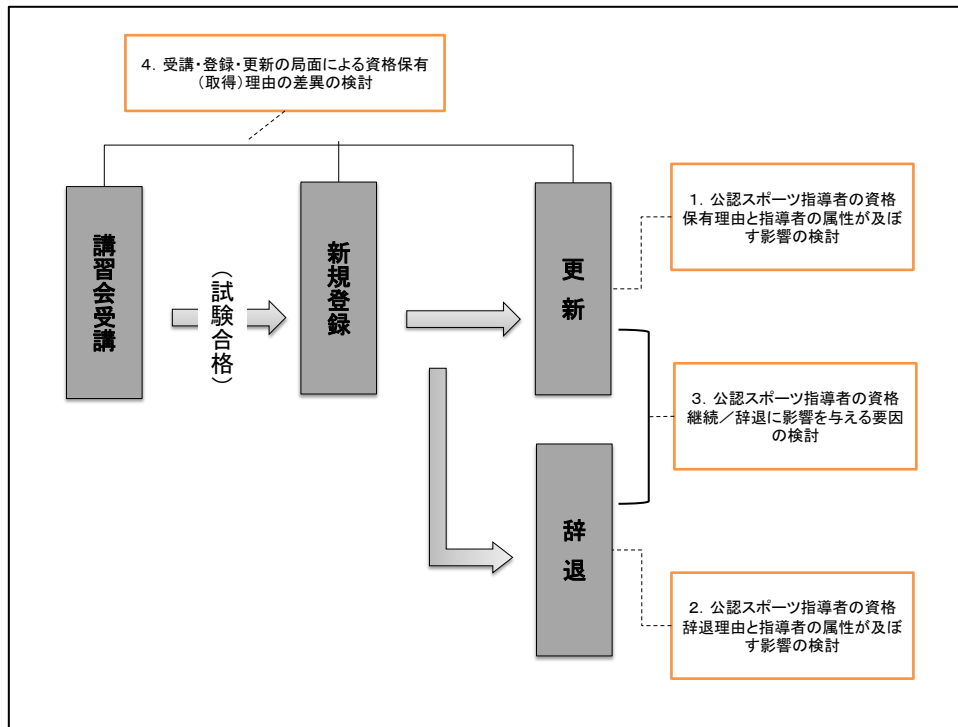 4. 受講・登録・更新の局面による資格保有
(取得)理由の差異の検討
講習会受講
(試験合格)
新規登録
更新
辞退
1. 公認スポーツ指導者の資格
保有理由と指導者の属性が及ぼ
す影響の検討
3. 公認スポーツ指導者の資格
継続／辞退に影響を与える要因
の検討
2. 公認スポーツ指導者の資格
辞退理由と指導者の属性が及ぼ
す影響の検討